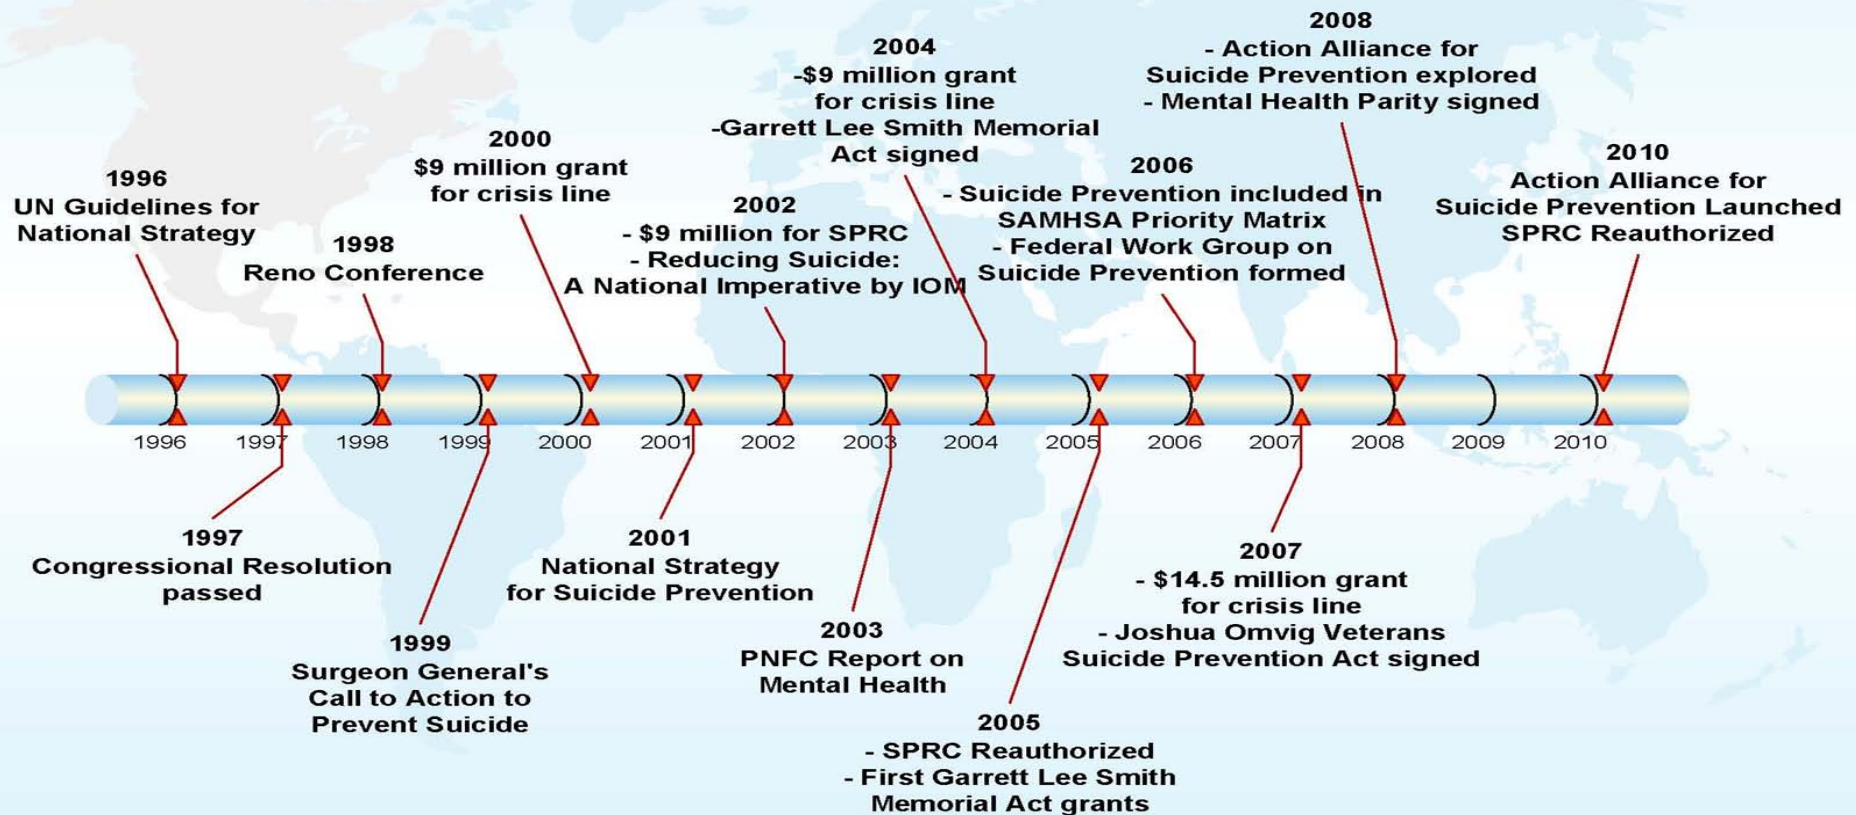 1996
UN Guidelines for
National Strategy
1998
Reno Conference
2000
$9 million grant
for crisis line
2002
- $9 million for SPRC
- Reducing Suicide:
A National Imperative by IOM
2004
-$9 million grant
for crisis line
-Garrett Lee Smith Memorial
Act signed
2006
- Suicide Prevention included in
SAMHSA Priority Matrix
- Federal Work Group on
Suicide Prevention formed
2008
- Action Alliance for
Suicide Prevention explored
- Mental Health Parity signed
2010
Action Alliance for
Suicide Prevention Launched
SPRC Reauthorized
1996 1997 1998 1999 2000 2001 2002 2003 2004 2005 2006 2007 2008 2009 2010
1997
Congressional Resolution
passed
1999
Surgeon General's
Call to Action to
Prevent Suicide
2001
National Strategy
for Suicide Prevention
2003
PNFC Report on
Mental Health
2005
- SPRC Reauthorized
- First Garrett Lee Smith
Memorial Act grants
2007
- $14.5 million grant
for crisis line
- Joshua Omvig Veterans
Suicide Prevention Act signed